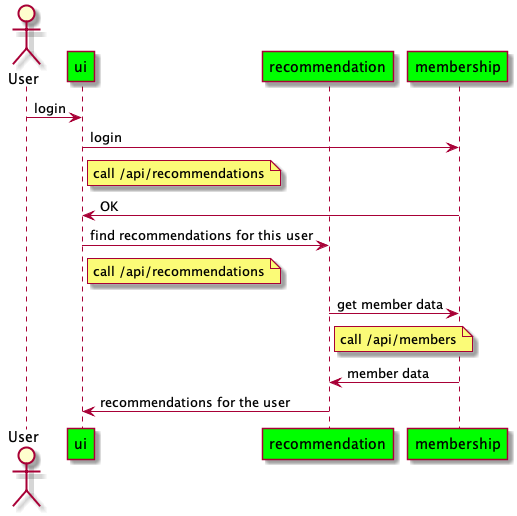 User
ui
recommendation
membership
login
login
call /api/recommendations
OK
find recommendations for this user
call /api/recommendations
get member data
call /api/members
member data
recommendations for the user
User
ui
recommendation
membership